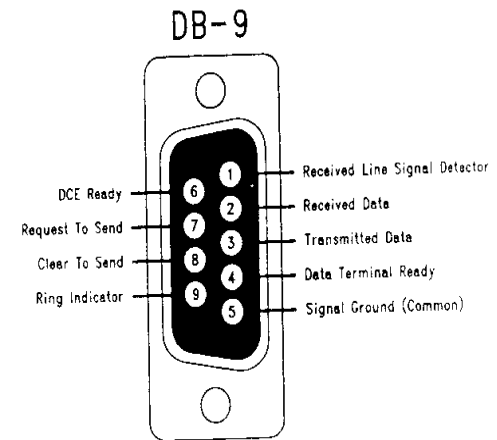 DB-9
DCE Ready
Request To Send
Clear To Send
Ring Indicator
6
7
8
9
1
2
3
4
5
Received Line Signal Detector
Received Data
Transmitted Data
Data Terminal Ready
Signal Ground (Common)